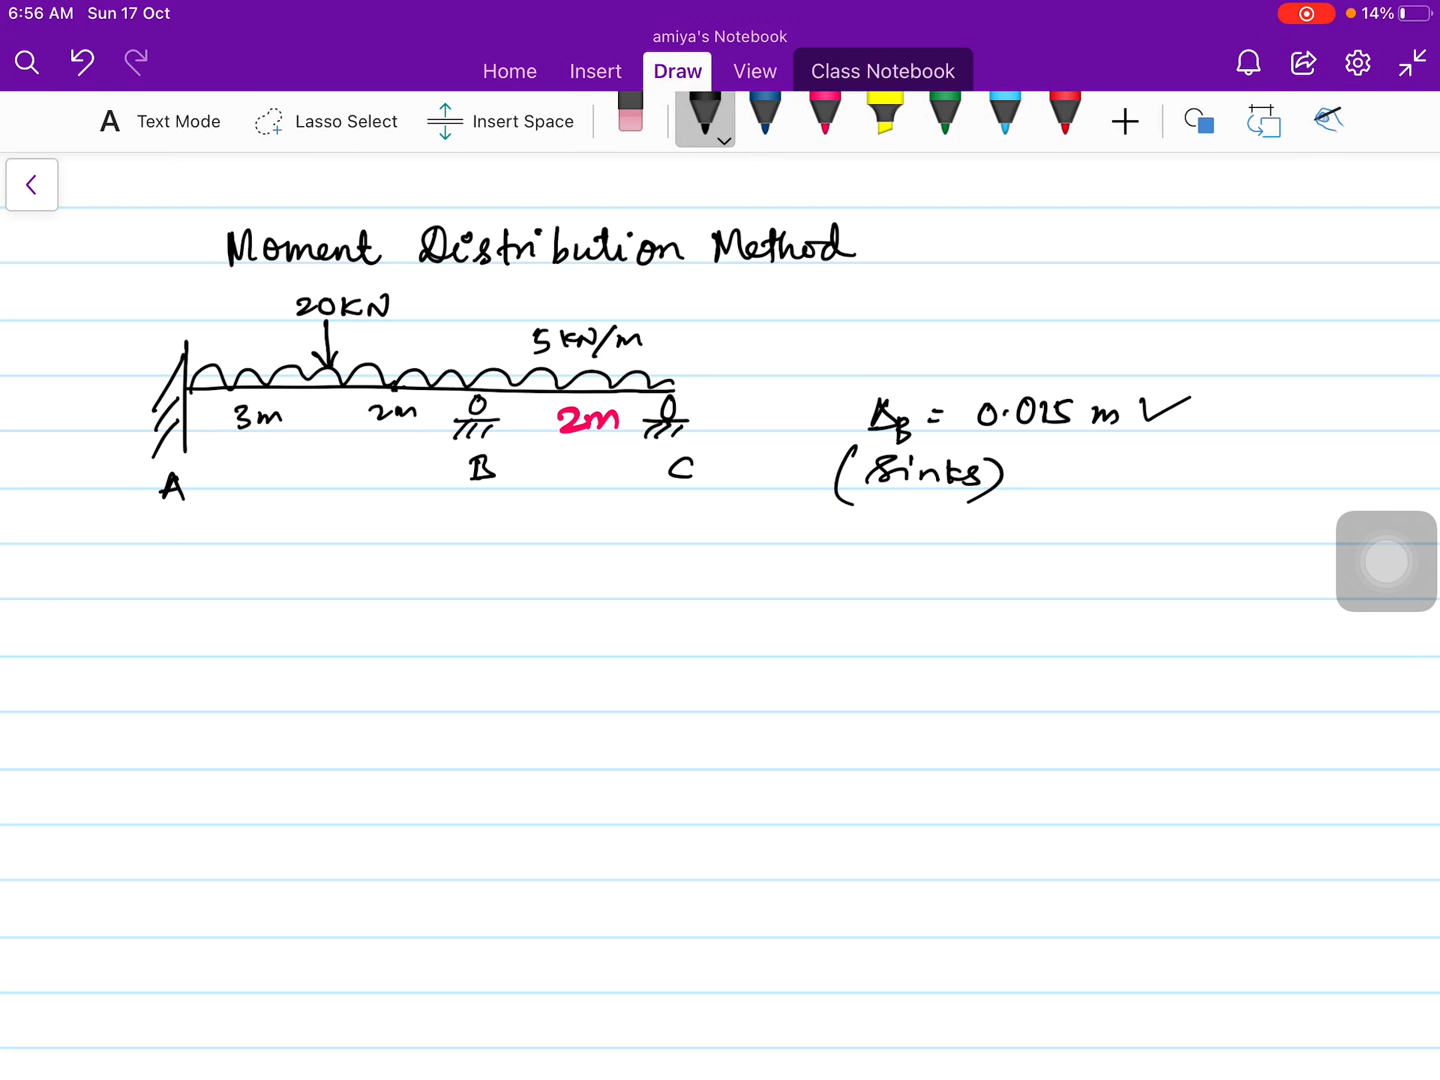 6:56 AM Sun 17 Oct
14%
amiya's Notebook
Home Insert Draw View Class Notebook
A Text Mode Lasso Select Insert Space
Moment Distribution Method
20KN
5 KN/m
3m 2m 2m
A B C
ΔB = 0.015 m ✓
(Sinks)